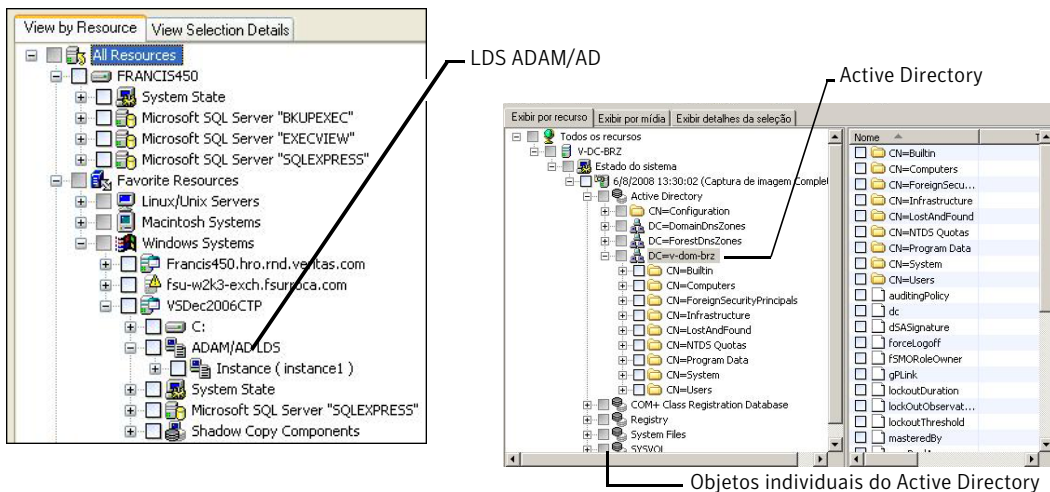 View by Resource
View Selection Details
All Resources
FRANCIS450
System State
Microsoft SQL Server "BKUPEXEC"
Microsoft SQL Server "EXECVIEW"
Microsoft SQL Server "SQLEXPRESS"
Favorite Resources
Linux/Unix Servers
Macintosh Systems
Windows Systems
Francis450.hro.rnd.veritas.com
fsu-w2k3-exch.fsurroca.com
VSDec2006CTP
C:
ADAM/AD LDS
Instance ( instance1 )
System State
Microsoft SQL Server "SQLEXPRESS"
Shadow Copy Components
LDS ADAM/AD
Active Directory
Exibir por recurso
Exibir por mídia
Exibir detalhes da seleção
Todos os recursos
V-DC-BRZ
Estado do sistema
6/8/2008 13:30:02 (Captura de imagem Comple
Active Directory
CN=Configuration
DC=DomainDnsZones
DC=ForestDnsZones
DC=v-dom-brz
CN=Builtin
CN=Computers
CN=ForeignSecurityPrincipals
CN=Infrastructure
CN=LostAndFound
CN=NTDS Quotas
CN=Program Data
CN=System
CN=Users
COM+ Class Registration Database
Registry
System Files
SYSVOL
Nome
CN=Builtin
CN=Computers
CN=ForeignSecu...
CN=Infrastructure
CN=LostAndFound
CN=NTDS Quotas
CN=Program Data
CN=System
CN=Users
auditingPolicy
dc
dSASignature
forceLogoff
fSMORoleOwner
gPLink
lockoutDuration
lockOutObservat...
lockoutThreshold
masteredBy
Objetos individuais do Active Directory